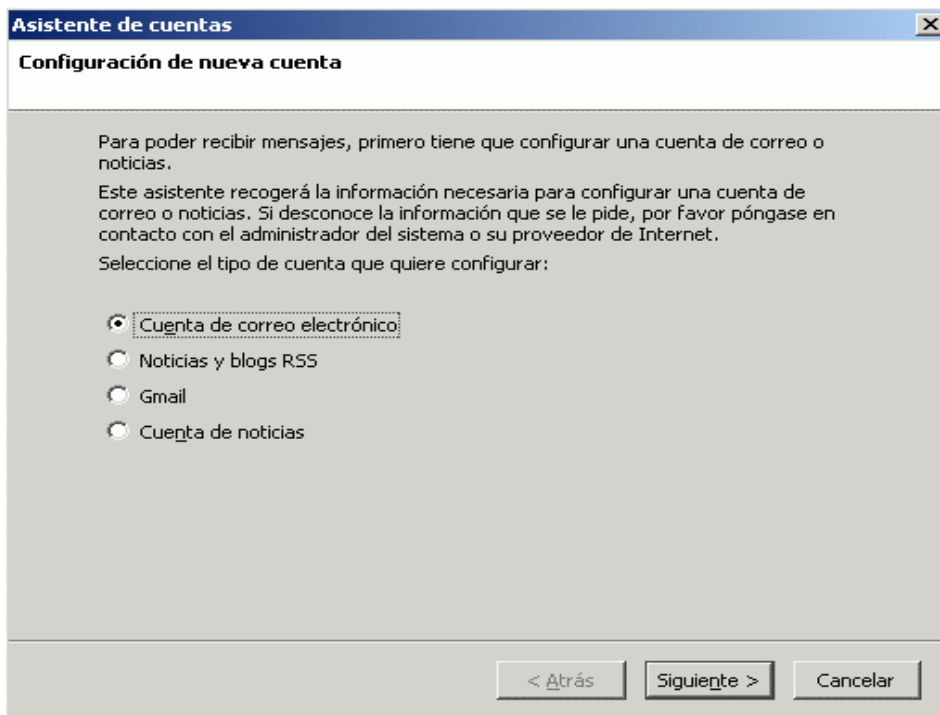 Asistente de cuentas
Configuración de nueva cuenta
Para poder recibir mensajes, primero tiene que configurar una cuenta de correo o
noticias.
Este asistente recogerá la información necesaria para configurar una cuenta de
correo o noticias. Si desconoce la información que se le pide, por favor póngase en
contacto con el administrador del sistema o su proveedor de Internet.
Seleccione el tipo de cuenta que quiere configurar:
Cuenta de correo electrónico
Noticias y blogs RSS
Gmail
Cuenta de noticias
< Atrás
Siguiente >
Cancelar